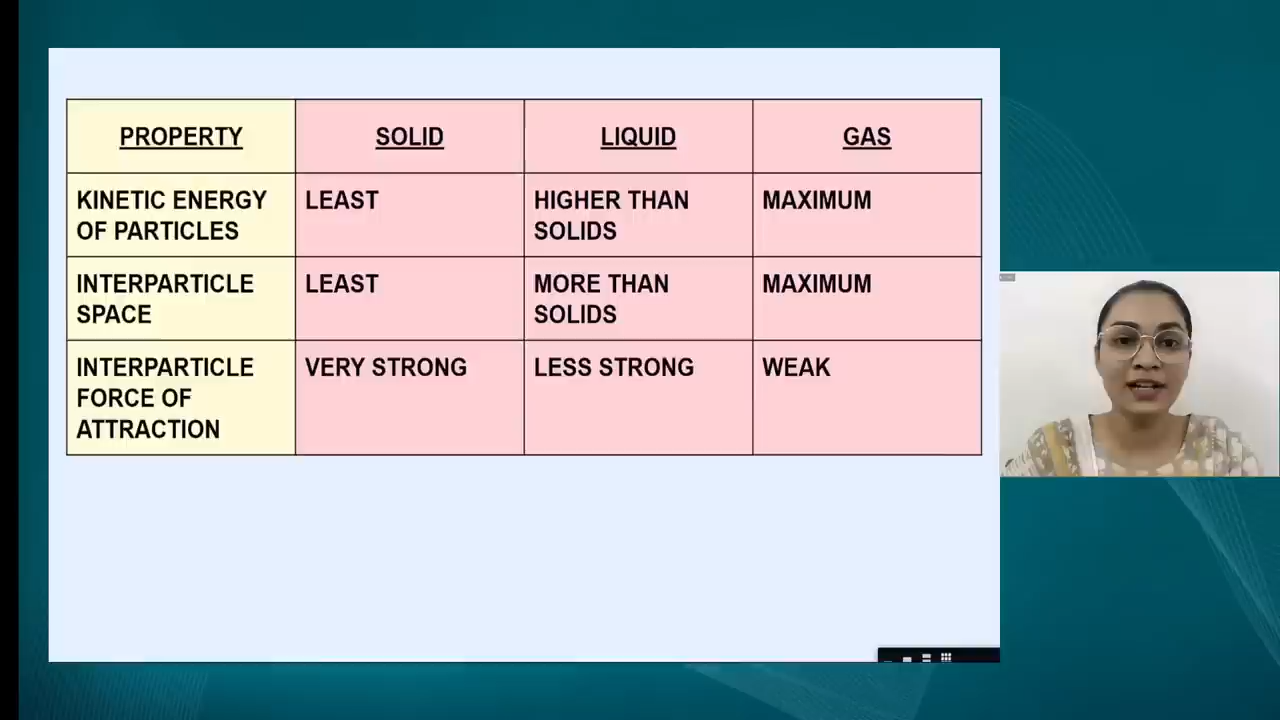 PROPERTY SOLID LIQUID GAS
KINETIC ENERGY OF PARTICLES LEAST HIGHER THAN SOLIDS MAXIMUM
INTERPARTICLE SPACE LEAST MORE THAN SOLIDS MAXIMUM
INTERPARTICLE FORCE OF ATTRACTION VERY STRONG LESS STRONG WEAK